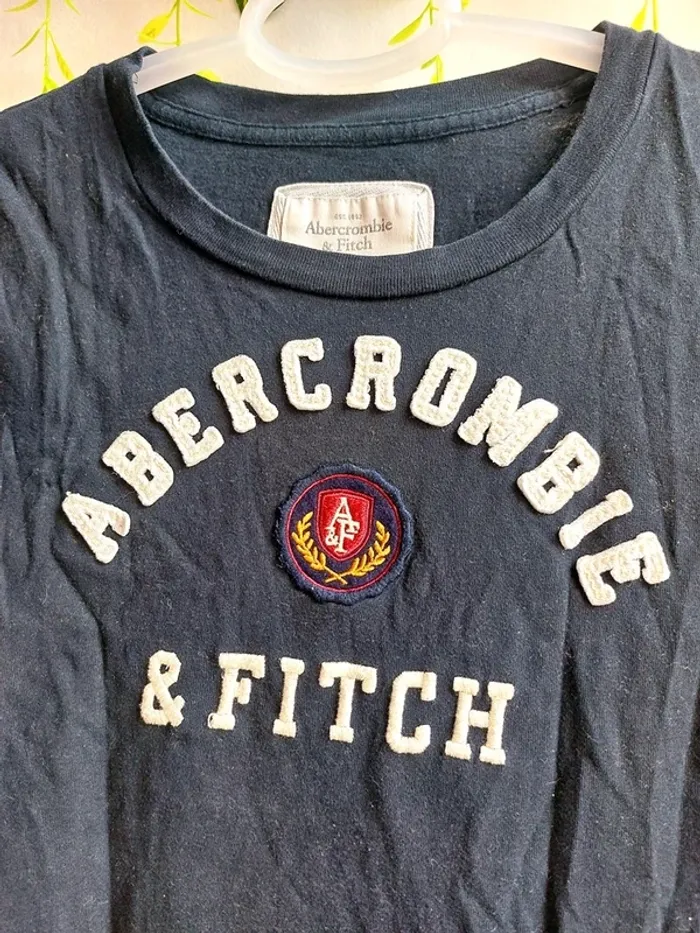 EST. 1892
Abercrombie
& Fitch
ABERCROMBIE
A&F
& FITCH